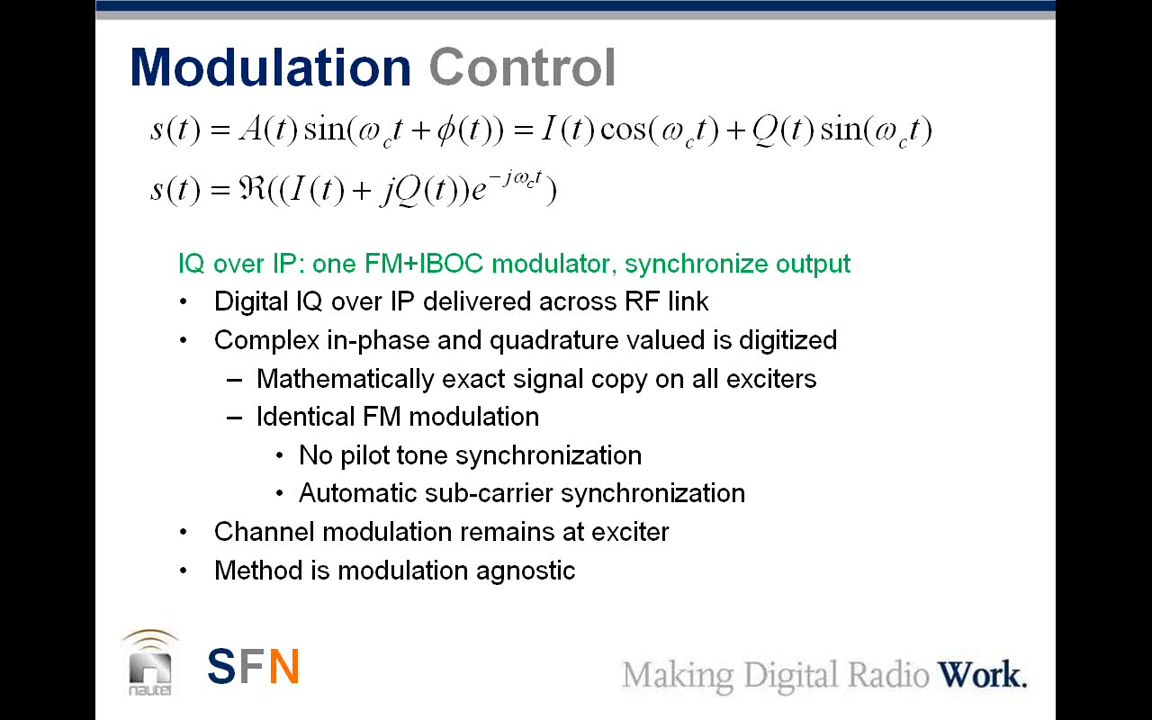 Modulation Control
s(t) = A(t) sin(ω_c t + ϕ(t)) = I(t) cos(ω_c t) + Q(t) sin(ω_c t)
s(t) = ℜ((I(t) + jQ(t))e^{−jω_c t})
IQ over IP: one FM+IBOC modulator, synchronize output
• Digital IQ over IP delivered across RF link
• Complex in-phase and quadrature valued is digitized
– Mathematically exact signal copy on all exciters
– Identical FM modulation
• No pilot tone synchronization
• Automatic sub-carrier synchronization
• Channel modulation remains at exciter
• Method is modulation agnostic
nautel
SFN
Making Digital Radio Work.